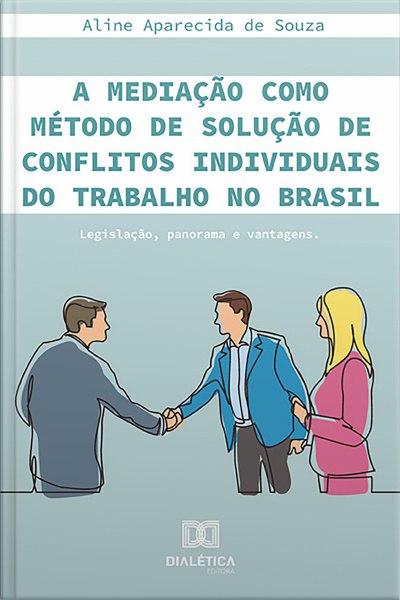 Aline Aparecida de Souza
A MEDIAÇÃO COMO
MÉTODO DE SOLUÇÃO DE
CONFLITOS INDIVIDUAIS
DO TRABALHO NO BRASIL
Legislação, panorama e vantagens.
DIALÉTICA
EDITORA